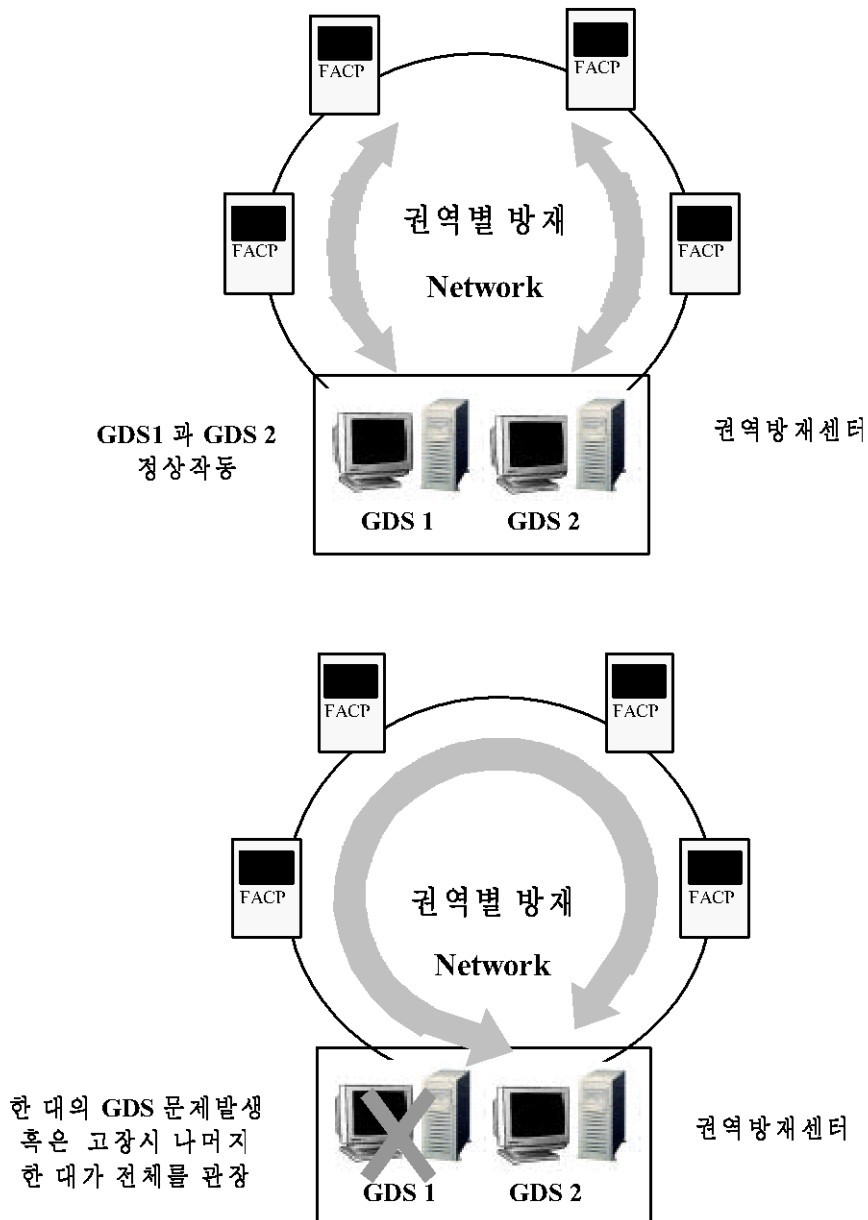 FACP
FACP
FACP
FACP
권역별 방재
Network
GDS1 과 GDS 2
정상작동
권역방재센터
GDS 1
GDS 2
FACP
FACP
FACP
FACP
권역별 방재
Network
한 대의 GDS 문제발생
혹은 고장시 나머지
한 대가 전체를 관장
권역방재센터
GDS 1
GDS 2